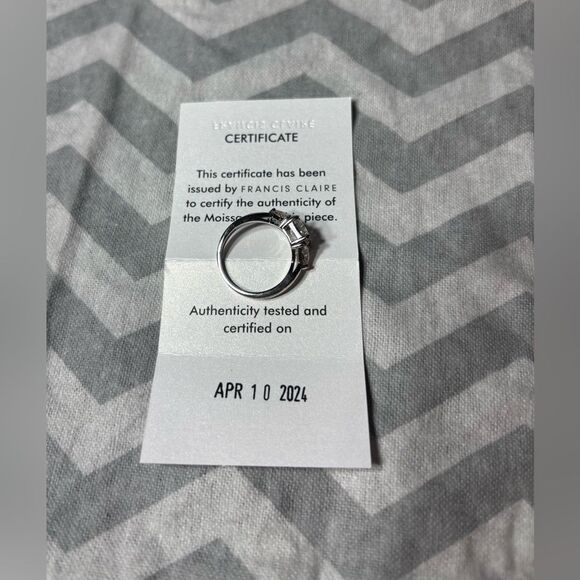 CERTIFICATE
This certificate has been
issued by FRANCIS CLAIRE
to certify the authenticity of
the Moissa piece.
Authenticity tested and
certified on
APR 10 2024